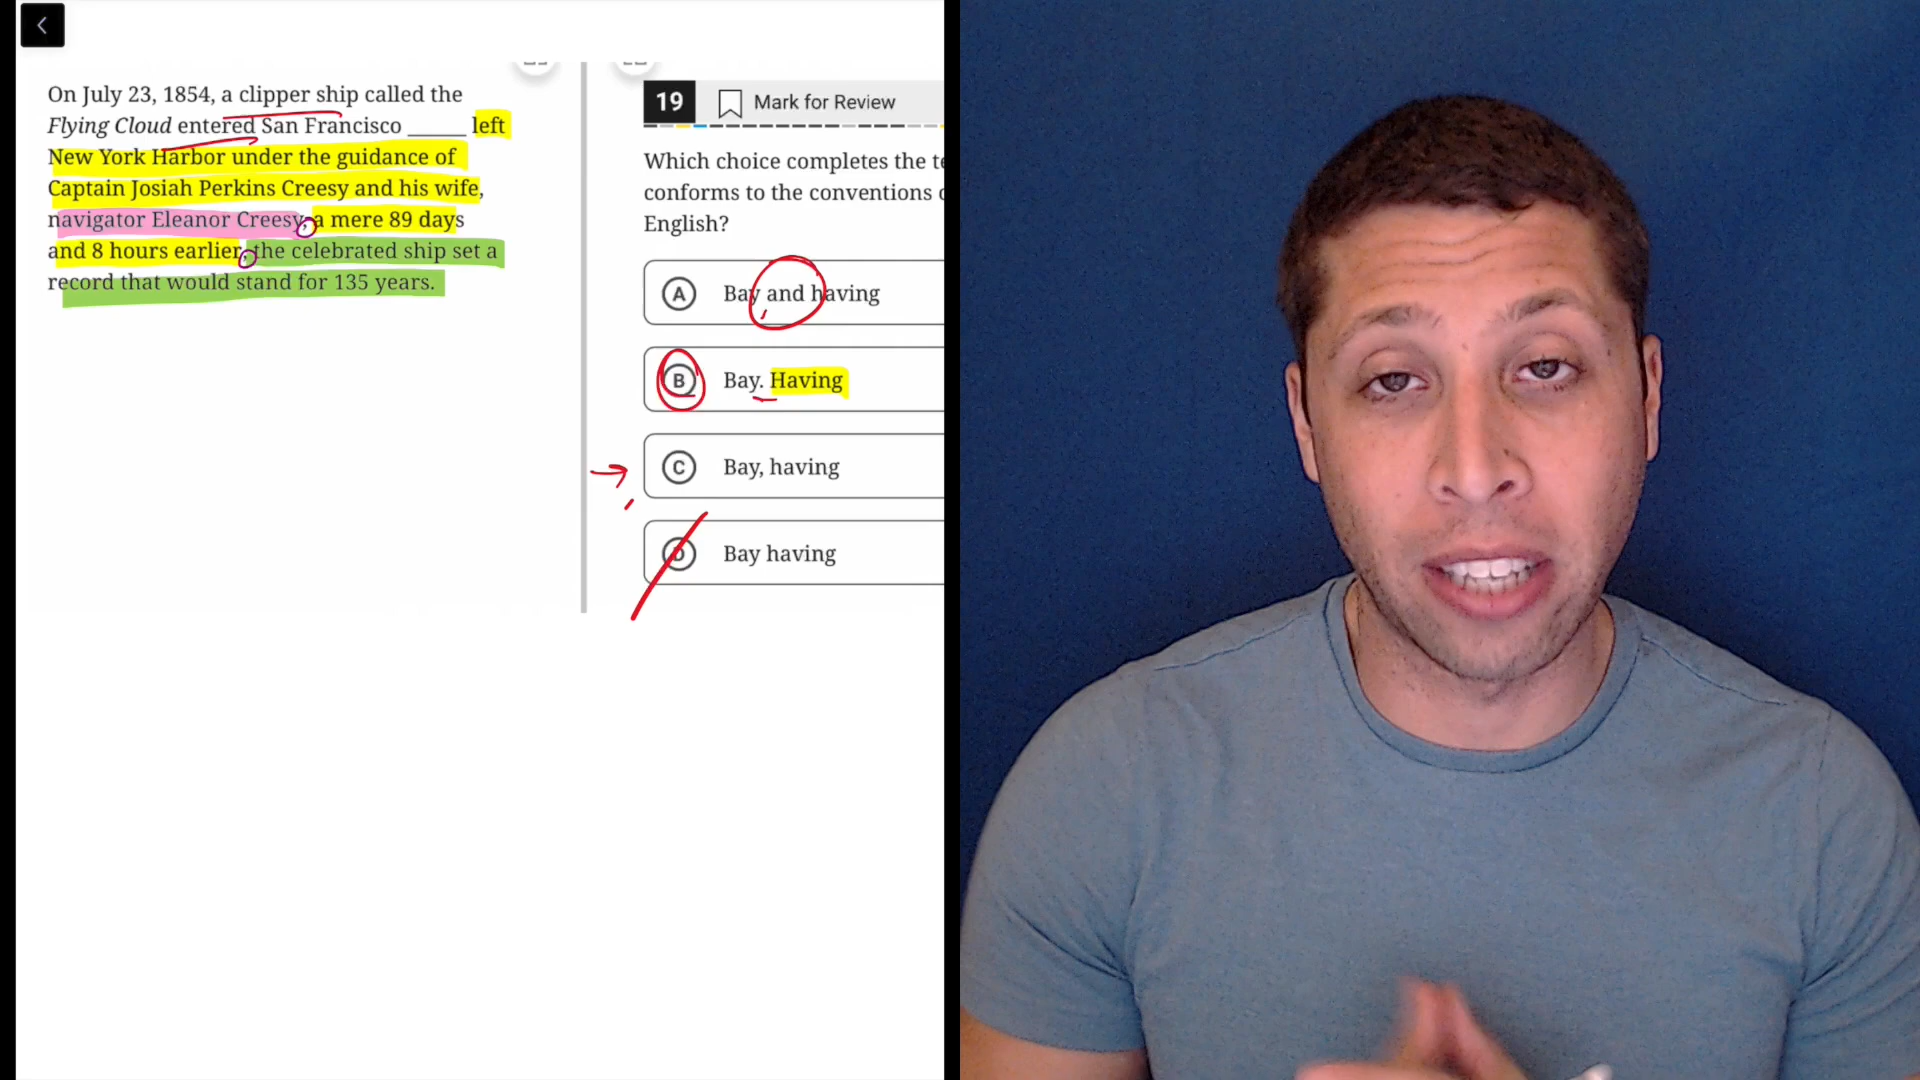 On July 23, 1854, a clipper ship called the
Flying Cloud entered San Francisco _____ left
New York Harbor under the guidance of
Captain Josiah Perkins Creesy and his wife,
navigator Eleanor Creesy, a mere 89 days
and 8 hours earlier, the celebrated ship set a
record that would stand for 135 years.
19 Mark for Review
Which choice completes the te
conforms to the conventions o
English?
A Bay and having
B Bay. Having
C Bay, having
D Bay having